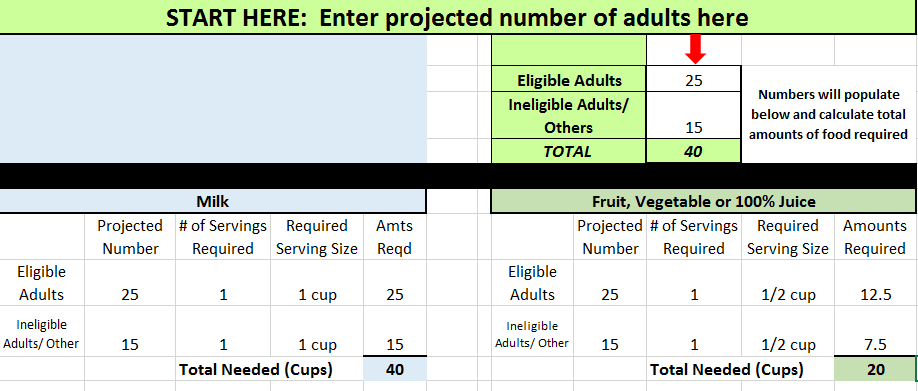 START HERE:  Enter projected number of adults here
Eligible Adults 25
Ineligible Adults/
Others 15
TOTAL 40
Numbers will populate
below and calculate total
amounts of food required
Milk
Projected # of Servings Required Amts
Number Required Serving Size Reqd
Eligible
Adults 25 1 1 cup 25
Ineligible
Adults/ Other 15 1 1 cup 15
Total Needed (Cups) 40
Fruit, Vegetable or 100% Juice
Projected # of Servings Required Amounts
Number Required Serving Size Required
Eligible
Adults 25 1 1/2 cup 12.5
Ineligible
Adults/ Other 15 1 1/2 cup 7.5
Total Needed (Cups) 20